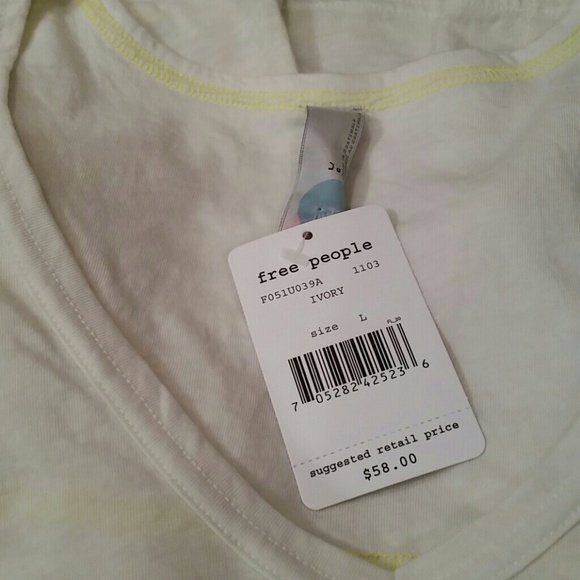 free people
F051U039A 1103
IVORY
size L
7 05282 42523 6
suggested retail price
$58.00